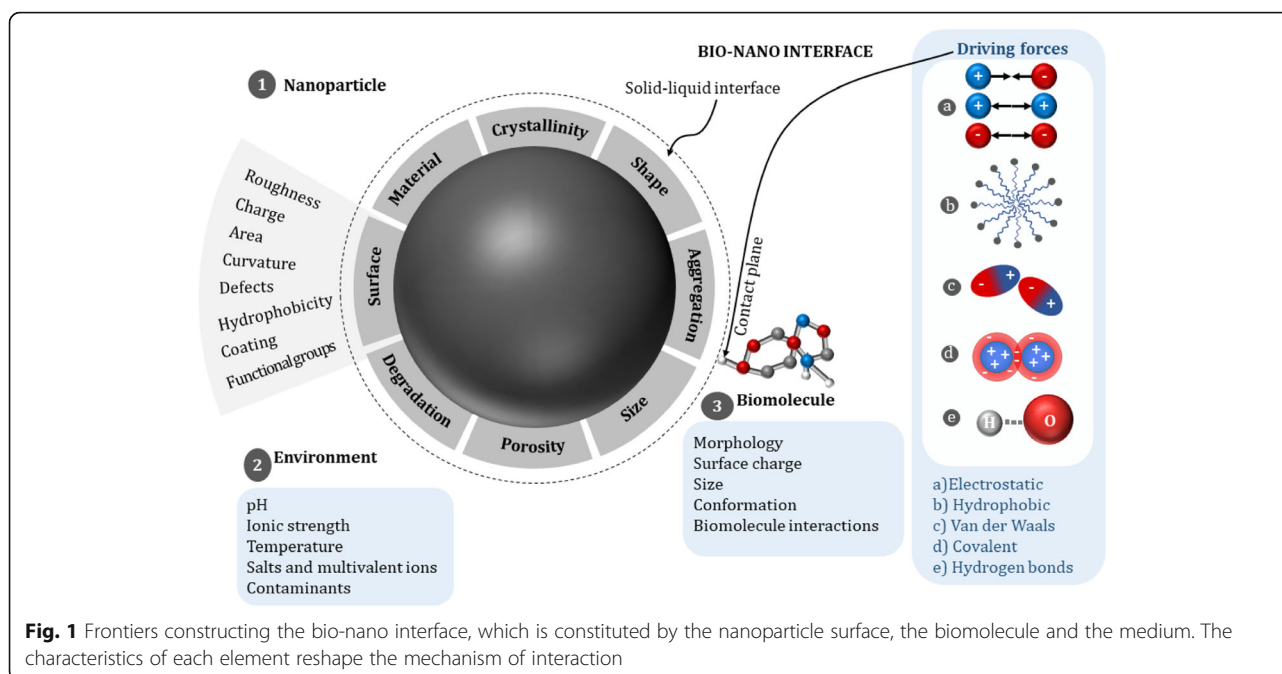 BIO-NANO INTERFACE
Driving forces
1 Nanoparticle
Solid-liquid interface
Crystallinity
Material
Shape
Surface
Aggregation
Degradation
Size
Porosity
Roughness
Charge
Area
Curvature
Defects
Hydrophobicity
Coating
Functional groups
Contact plane
2 Environment
pH
Ionic strength
Temperature
Salts and multivalent ions
Contaminants
3 Biomolecule
Morphology
Surface charge
Size
Conformation
Biomolecule interactions
+ -
a + +
- -
b
c - + - +
d +++ +++
e H O
a)Electrostatic
b) Hydrophobic
c) Van der Waals
d) Covalent
e) Hydrogen bonds
Fig. 1 Frontiers constructing the bio-nano interface, which is constituted by the nanoparticle surface, the biomolecule and the medium. The
characteristics of each element reshape the mechanism of interaction